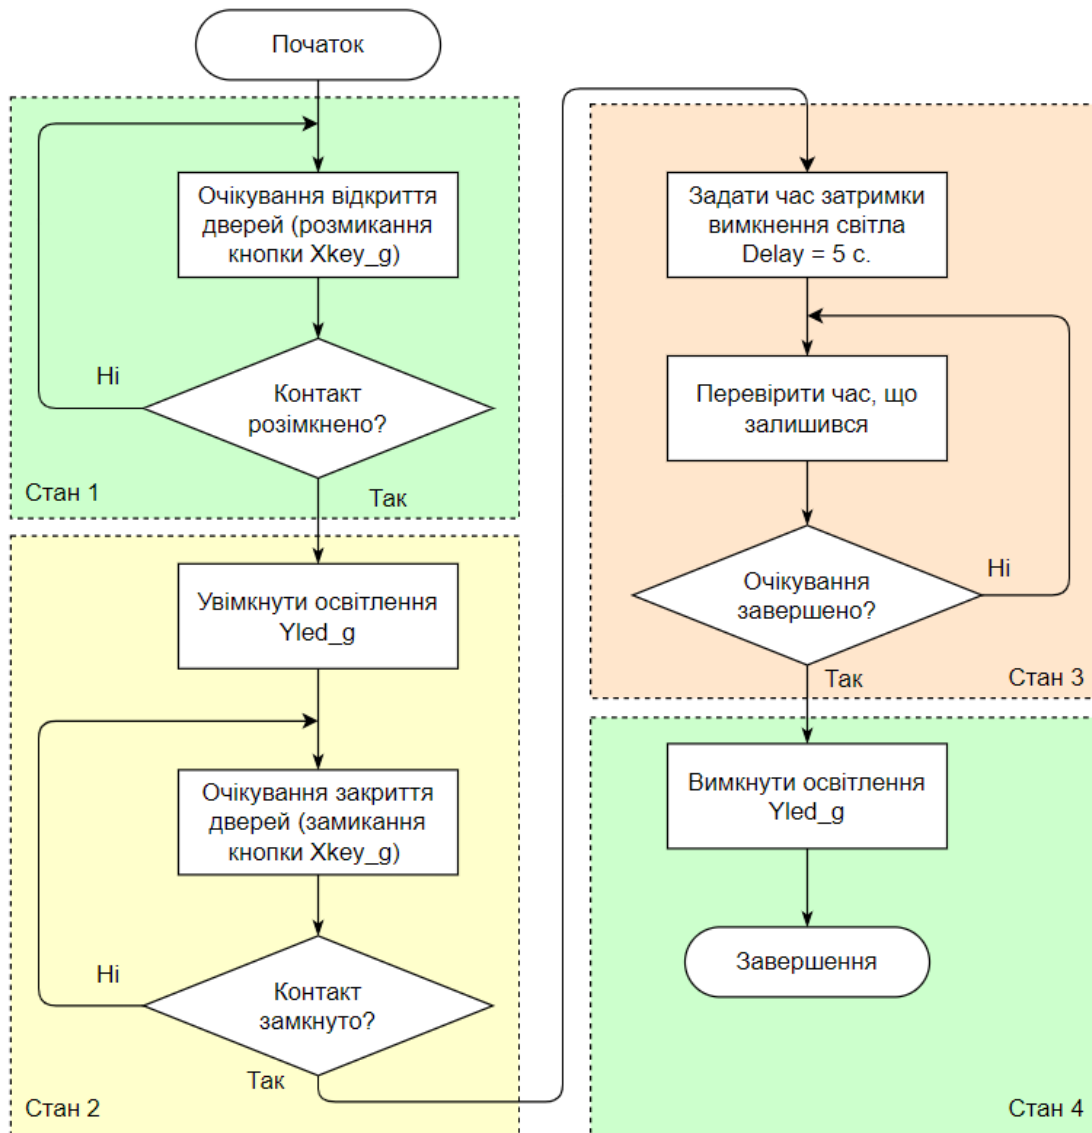 Початок
Очікування відкриття
дверей (розмикання
кнопки Xkey_g)
Ні
Контакт
розімкнено?
Стан 1
Так
Увімкнути освітлення
Yled_g
Очікування закриття
дверей (замикання
кнопки Xkey_g)
Ні
Контакт
замкнуто?
Так
Стан 2
Задати час затримки
вимкнення світла
Delay = 5 с.
Перевірити час, що
залишився
Очікування
завершено?
Ні
Так
Стан 3
Вимкнути освітлення
Yled_g
Завершення
Стан 4